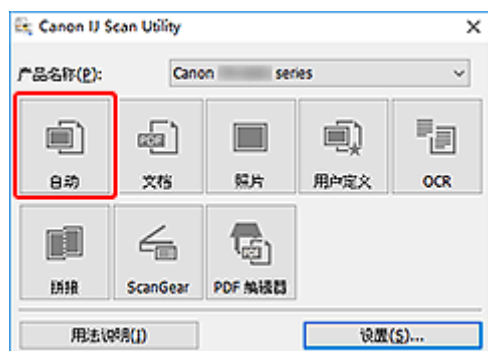 Canon IJ Scan Utility
产品名称(P): Canon series
自动 文档 照片 用户定义 OCR
拼接 ScanGear PDF 编辑器
用法说明(I) 设置(S)...